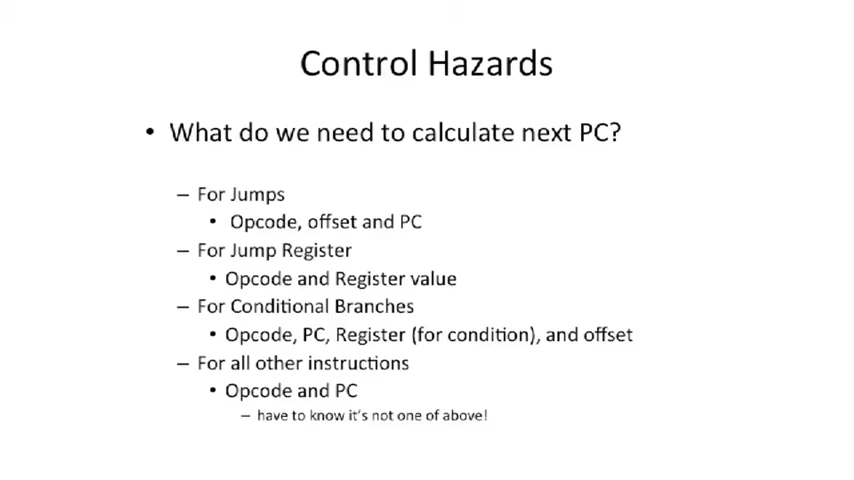 Control Hazards
• What do we need to calculate next PC?
– For Jumps
• Opcode, offset and PC
– For Jump Register
• Opcode and Register value
– For Conditional Branches
• Opcode, PC, Register (for condition), and offset
– For all other instructions
• Opcode and PC
– have to know it's not one of above!